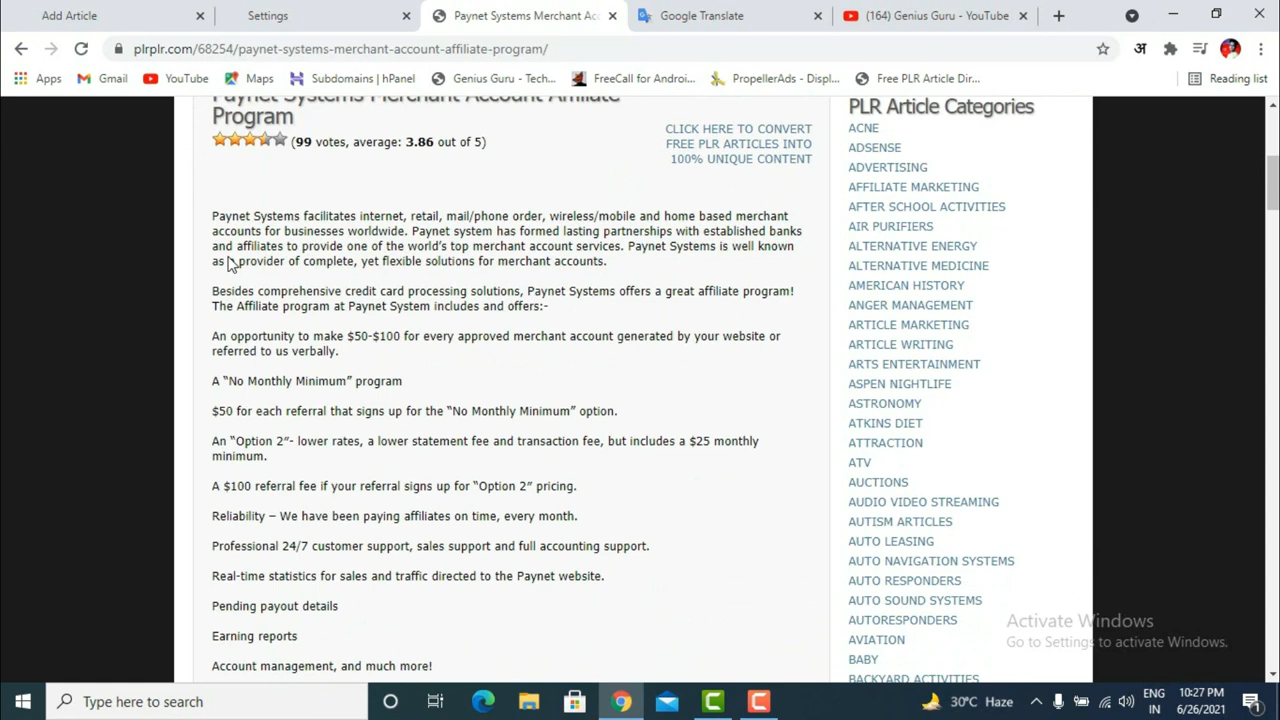 Add Article
Settings
Paynet Systems Merchant Acc
Google Translate
(164) Genius Guru - YouTube
plrplr.com/68254/paynet-systems-merchant-account-affiliate-program/
अ
Apps
Gmail
YouTube
Maps
Subdomains | hPanel
Genius Guru - Tech...
FreeCall for Androi...
PropellerAds - Displ...
Free PLR Article Dir...
Reading list
Paynet Systems Merchant Account Affiliate
Program
(99 votes, average: 3.86 out of 5)
CLICK HERE TO CONVERT
FREE PLR ARTICLES INTO
100% UNIQUE CONTENT
Paynet Systems facilitates internet, retail, mail/phone order, wireless/mobile and home based merchant
accounts for businesses worldwide. Paynet system has formed lasting partnerships with established banks
and affiliates to provide one of the world's top merchant account services. Paynet Systems is well known
as provider of complete, yet flexible solutions for merchant accounts.
Besides comprehensive credit card processing solutions, Paynet Systems offers a great affiliate program!
The Affiliate program at Paynet System includes and offers:-
An opportunity to make $50-$100 for every approved merchant account generated by your website or
referred to us verbally.
A “No Monthly Minimum” program
$50 for each referral that signs up for the “No Monthly Minimum” option.
An “Option 2”- lower rates, a lower statement fee and transaction fee, but includes a $25 monthly
minimum.
A $100 referral fee if your referral signs up for “Option 2” pricing.
Reliability – We have been paying affiliates on time, every month.
Professional 24/7 customer support, sales support and full accounting support.
Real-time statistics for sales and traffic directed to the Paynet website.
Pending payout details
Earning reports
Account management, and much more!
PLR Article Categories
ACNE
ADSENSE
ADVERTISING
AFFILIATE MARKETING
AFTER SCHOOL ACTIVITIES
AIR PURIFIERS
ALTERNATIVE ENERGY
ALTERNATIVE MEDICINE
AMERICAN HISTORY
ANGER MANAGEMENT
ARTICLE MARKETING
ARTICLE WRITING
ARTS ENTERTAINMENT
ASPEN NIGHTLIFE
ASTRONOMY
ATKINS DIET
ATTRACTION
ATV
AUCTIONS
AUDIO VIDEO STREAMING
AUTISM ARTICLES
AUTO LEASING
AUTO NAVIGATION SYSTEMS
AUTO RESPONDERS
AUTO SOUND SYSTEMS
AUTORESPONDERS
AVIATION
BABY
BACKYARD ACTIVITIES
Activate Windows
Go to Settings to activate Windows.
Type here to search
30°C Haze
ENG
IN
10:27 PM
6/26/2021
1